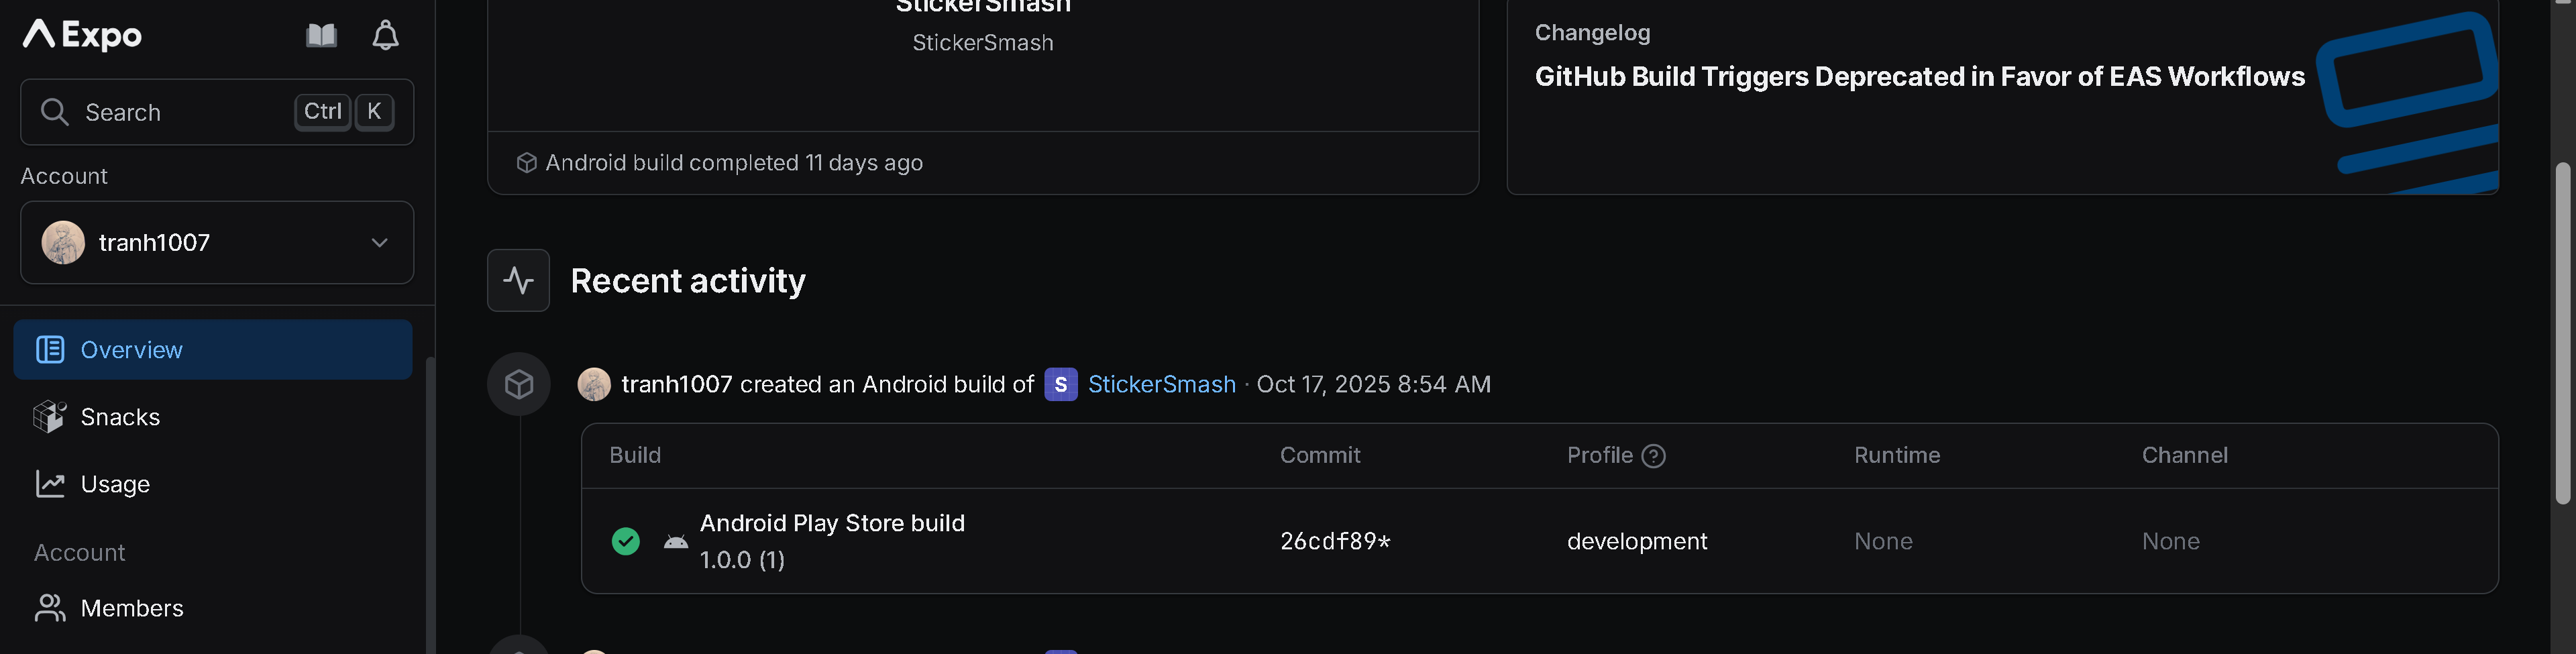 Expo
Search
Ctrl
K
Account
tranh1007
Overview
Snacks
Usage
Account
Members
StickerSmash
StickerSmash
Android build completed 11 days ago
Changelog
GitHub Build Triggers Deprecated in Favor of EAS Workflows
Recent activity
tranh1007 created an Android build of S StickerSmash · Oct 17, 2025 8:54 AM
Build Commit Profile Runtime Channel
Android Play Store build
1.0.0 (1)
26cdf89* development None None